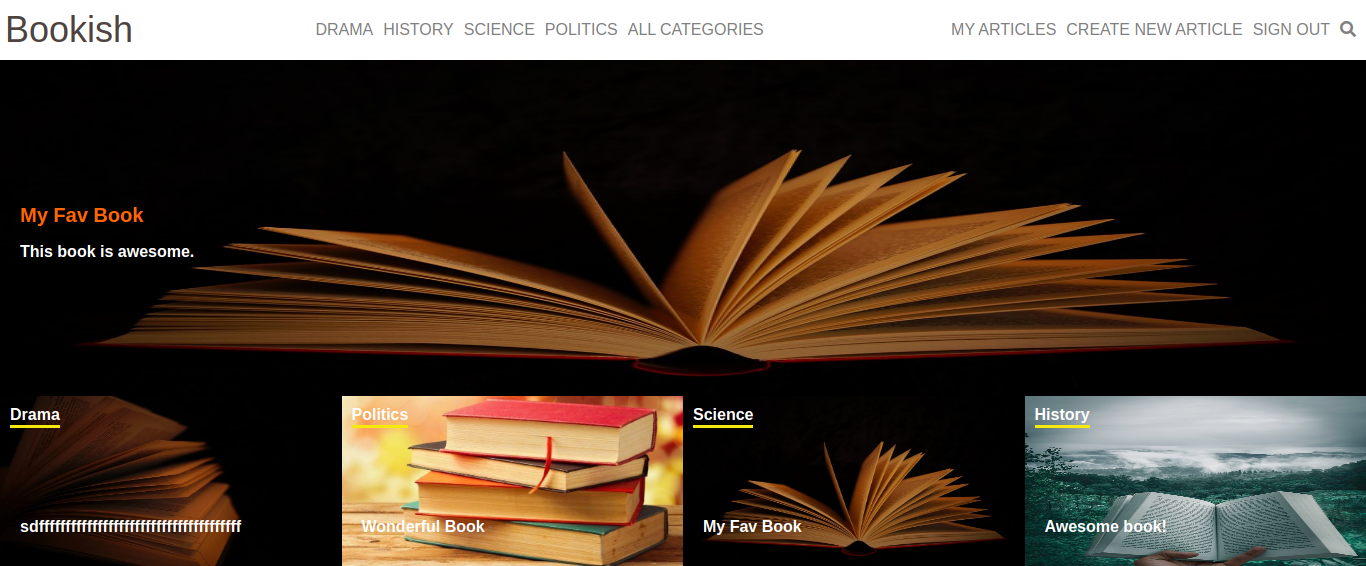 Bookish DRAMA HISTORY SCIENCE POLITICS ALL CATEGORIES MY ARTICLES CREATE NEW ARTICLE SIGN OUT
My Fav Book
This book is awesome.
Drama Politics Science History
sdfffffffffffffffffffffffffffffffffffffff Wonderful Book My Fav Book Awesome book!